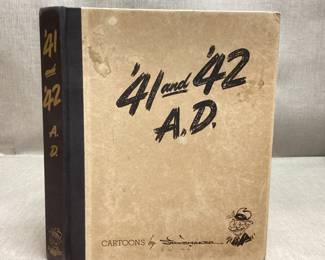 '41
and
'42
A.D.
'41 and '42
A.D.
CARTOONS by